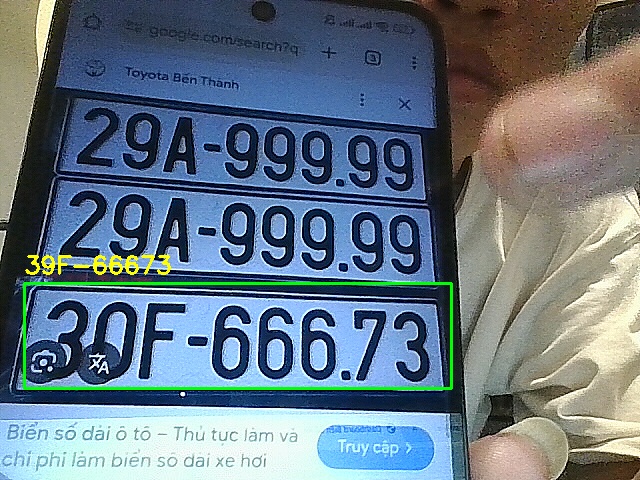 google.com/search?q
Toyota Bến Thành
29A-999.99
29A-999.99
39F-66673
30F-666.73
Biển số dài ô tô – Thủ tục làm và
chi phí làm biển số dài xe hơi
Truy cập